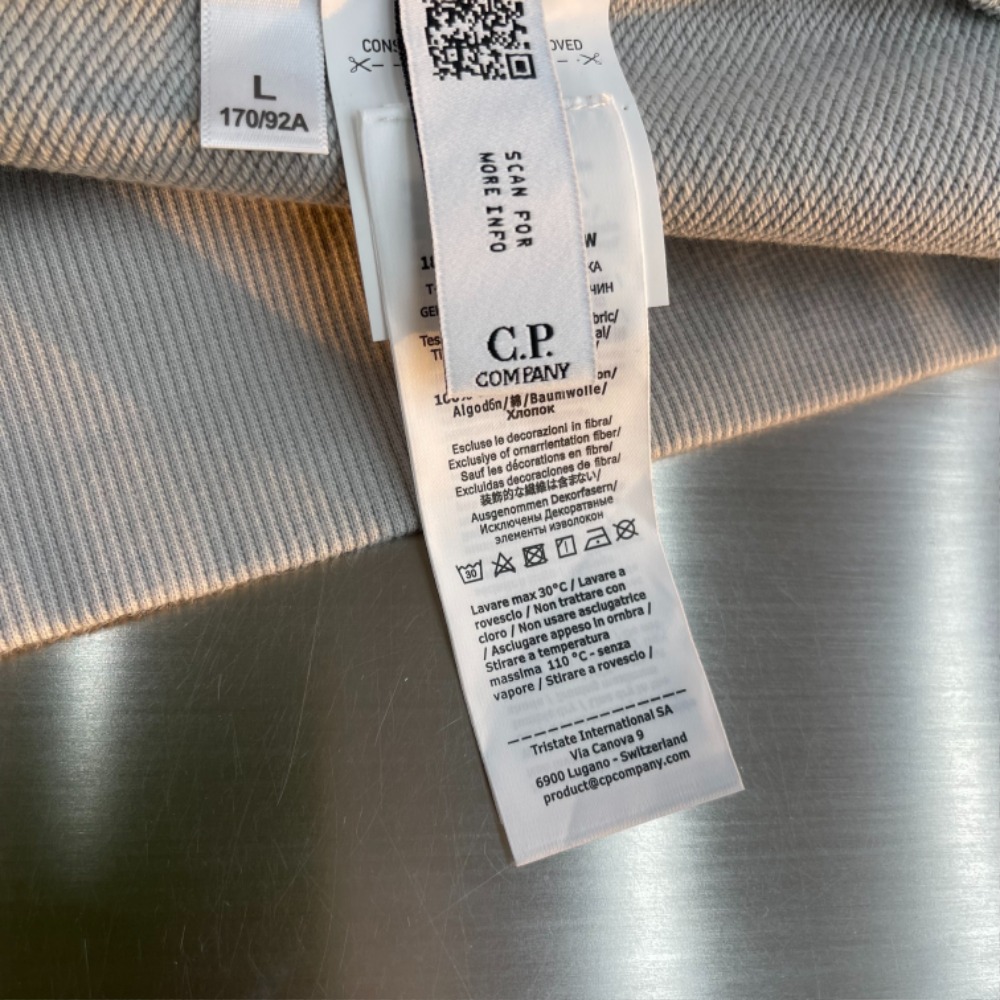 L
170/92A
SCAN FOR
MORE INFO
C.P.
COMPANY
Algodón/綿/Baumwolle/
Хлопок
Escluse le decorazioni in fibra/
Exclusiye of ornarrientation fiber/
Sauf les décorations en fibre/
Excluidas decoraciones de fibra/
装飾的な繊維は含まない/
Ausgenommen Dekorfasern/
Исключены Декоратвные
элементы изволокон
30
Lavare max 30°C / Lavare a
rovescio / Non trattare con
cloro / Non usare asciugatrice
/ Asciugare appeso in ombra /
Stirare a temperatura
massima 110 °C - senza
vapore / Stirare a rovescio /
Tristate International SA
Via Canova 9
6900 Lugano - Switzerland
product@cpcompany.com